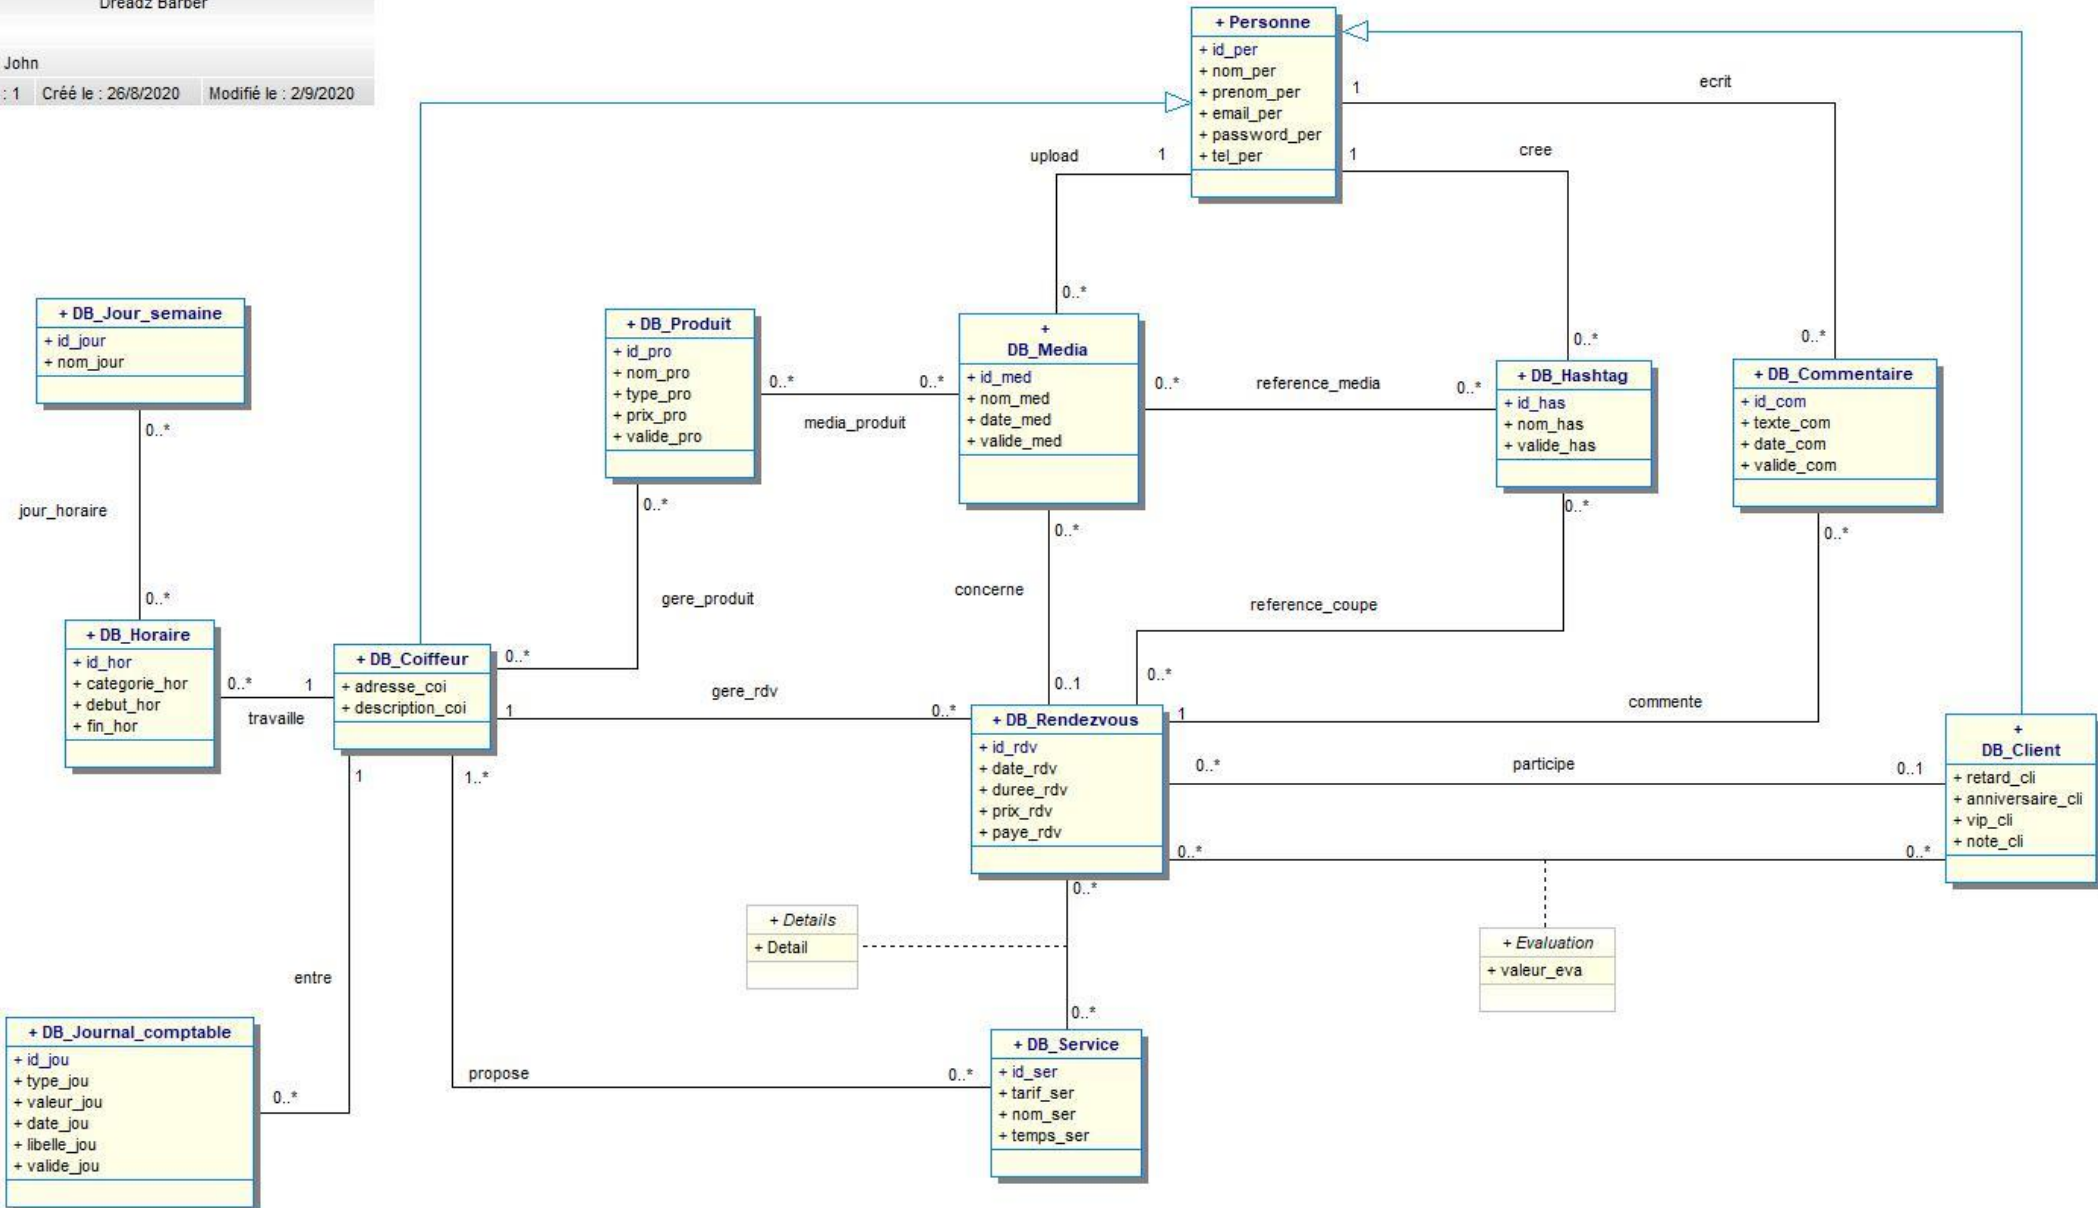 Dreadz Barber
John
: 1 Créé le : 26/8/2020 Modifié le : 2/9/2020
+ Personne
+ id_per
+ nom_per
+ prenom_per
+ email_per
+ password_per
+ tel_per
1
ecrit
1
cree
upload
1
0..*
0..*
0..*
+ DB_Jour_semaine
+ id_jour
+ nom_jour
0..*
jour_horaire
0..*
+ DB_Produit
+ id_pro
+ nom_pro
+ type_pro
+ prix_pro
+ valide_pro
0..*
0..*
media_produit
+
DB_Media
+ id_med
+ nom_med
+ date_med
+ valide_med
0..*
reference_media
0..*
+ DB_Hashtag
+ id_has
+ nom_has
+ valide_has
+ DB_Commentaire
+ id_com
+ texte_com
+ date_com
+ valide_com
0..*
0..*
0..*
0..*
gere_produit
concerne
reference_coupe
+ DB_Horaire
+ id_hor
+ categorie_hor
+ debut_hor
+ fin_hor
0..*
1
travaille
+ DB_Coiffeur
+ adresse_coi
+ description_coi
0..*
gere_rdv
1
0..*
0..1
0..*
1
commente
+ DB_Rendezvous
+ id_rdv
+ date_rdv
+ duree_rdv
+ prix_rdv
+ paye_rdv
0..*
participe
0..1
0..*
0..*
+
DB_Client
+ retard_cli
+ anniversaire_cli
+ vip_cli
+ note_cli
1
1..*
0..*
+ Details
+ Detail
+ Evaluation
+ valeur_eva
entre
0..*
propose
0..*
0..*
+ DB_Journal_comptable
+ id_jou
+ type_jou
+ valeur_jou
+ date_jou
+ libelle_jou
+ valide_jou
+ DB_Service
+ id_ser
+ tarif_ser
+ nom_ser
+ temps_ser